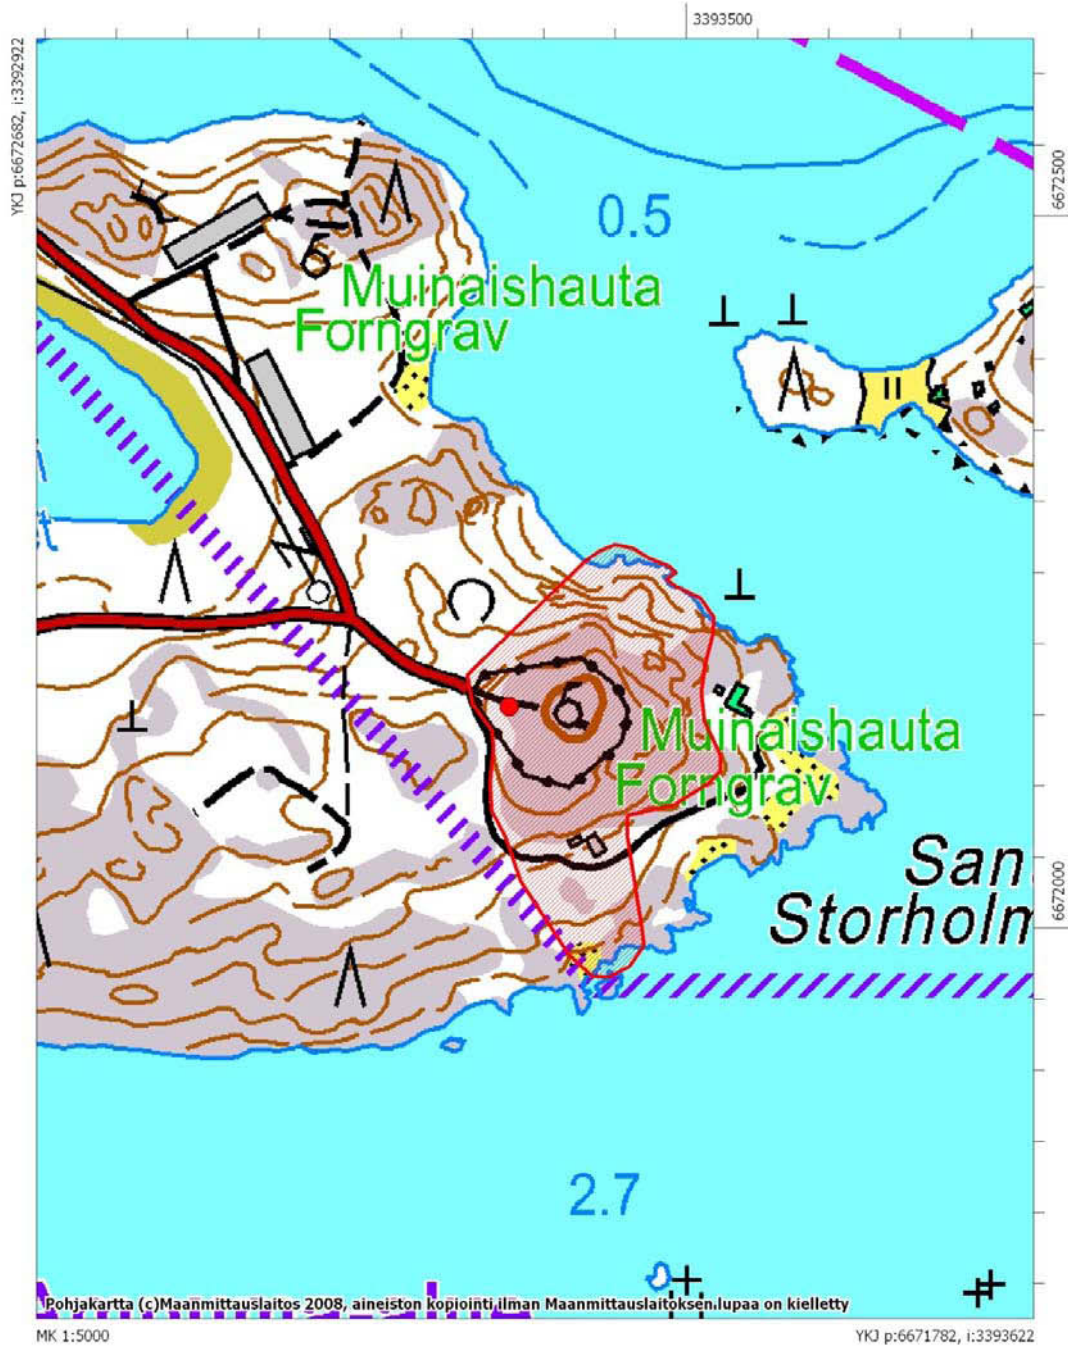 3393500
YKJ p:6672682, i:3392922
6672500
0.5
Muinaishauta
Forngrav
Muinaishauta
Forngrav
San
Storholm
6672000
2.7
Pohjakartta (c)Maanmittauslaitos 2008, aineiston kopiointi ilman Maanmittauslaitoksen lupaa on kielletty
MK 1:5000
YKJ p:6671782, i:3393622